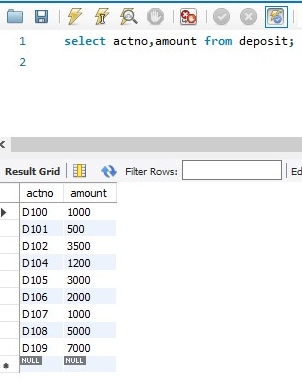 1 select actno,amount from deposit;
2
Result Grid Filter Rows: Ed
actno amount
D100 1000
D101 500
D102 3500
D104 1200
D105 3000
D106 2000
D107 1000
D108 5000
D109 7000
NULL NULL